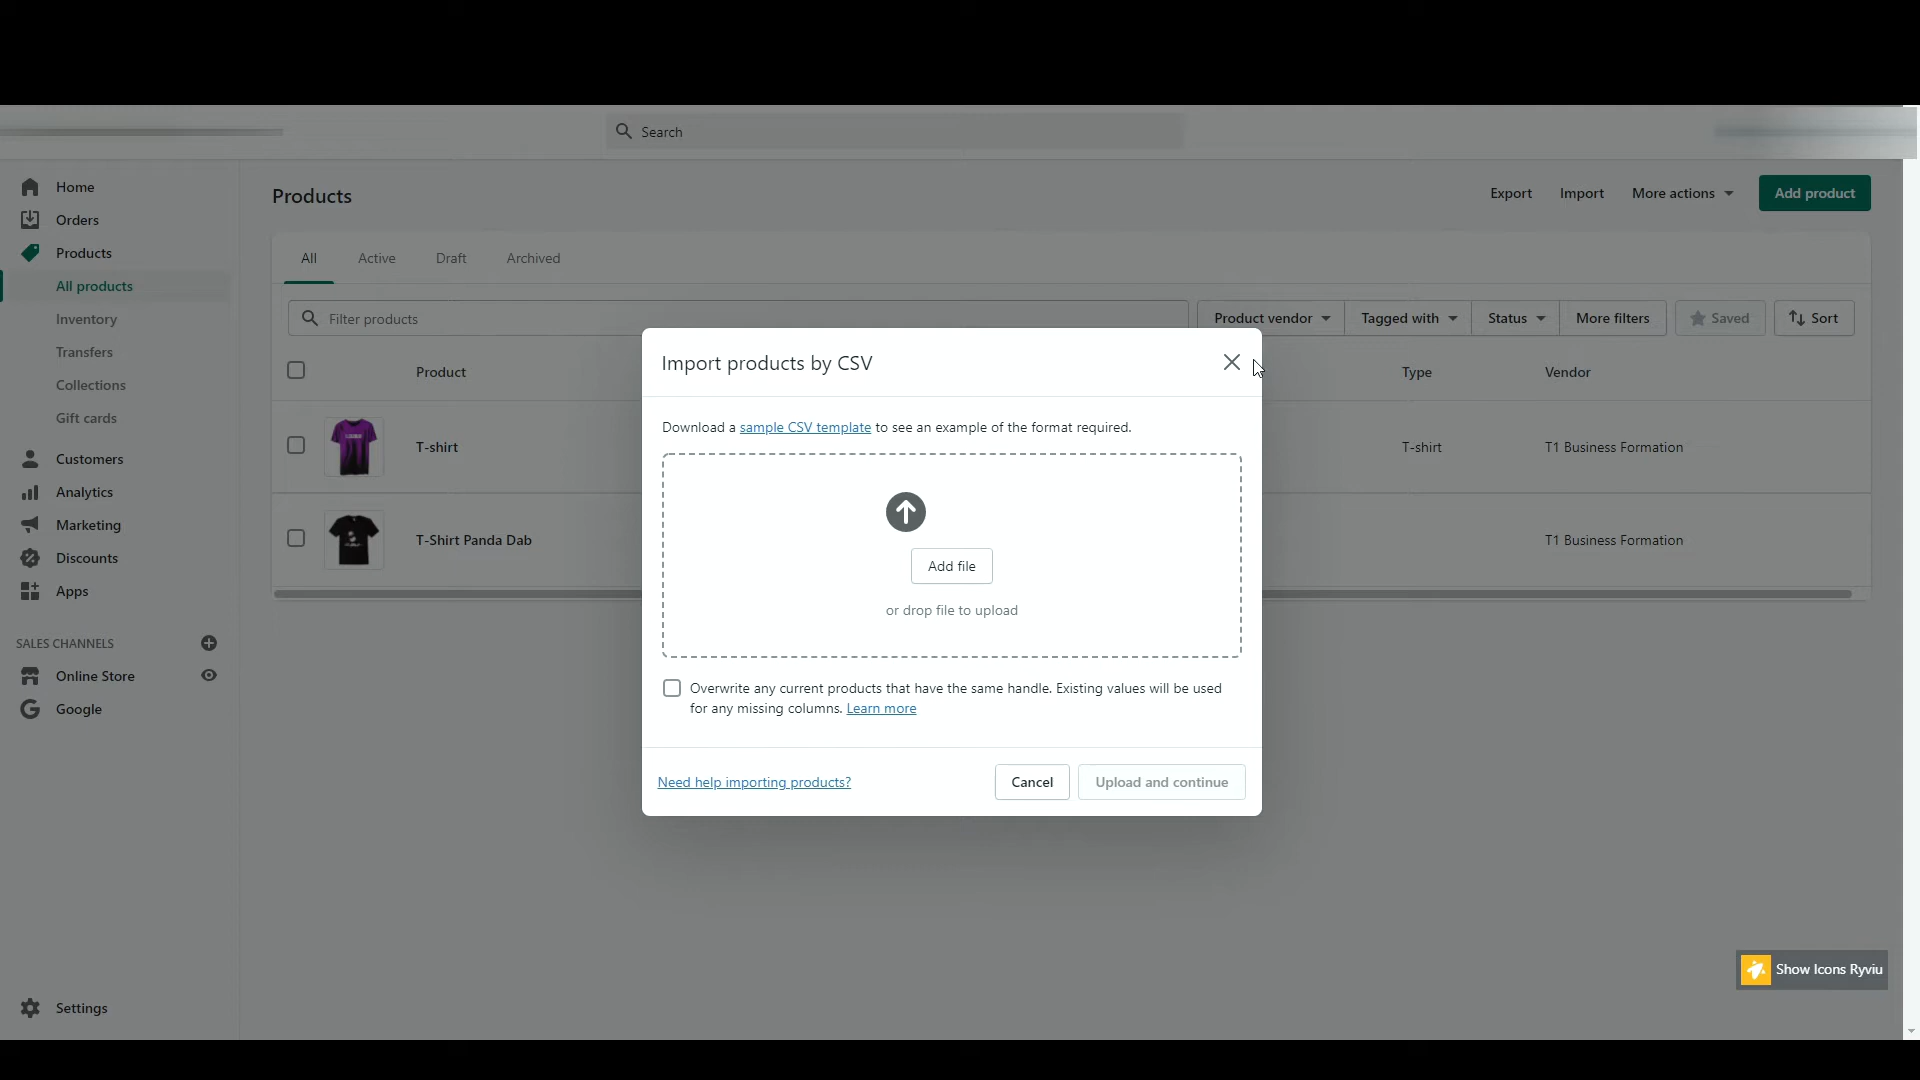 Search
Home
Orders
Products
All products
Inventory
Transfers
Collections
Gift cards
Customers
Analytics
Marketing
Discounts
Apps
SALES CHANNELS
Online Store
Google
Settings
Products
Export
Import
More actions
Add product
All
Active
Draft
Archived
Filter products
Product vendor
Tagged with
Status
More filters
Saved
Sort
Product
Type
Vendor
T-shirt
T-shirt
T1 Business Formation
T-Shirt Panda Dab
T1 Business Formation
Import products by CSV
Download a sample CSV template to see an example of the format required.
Add file
or drop file to upload
Overwrite any current products that have the same handle. Existing values will be used
for any missing columns. Learn more
Need help importing products?
Cancel
Upload and continue
Show Icons Ryviu